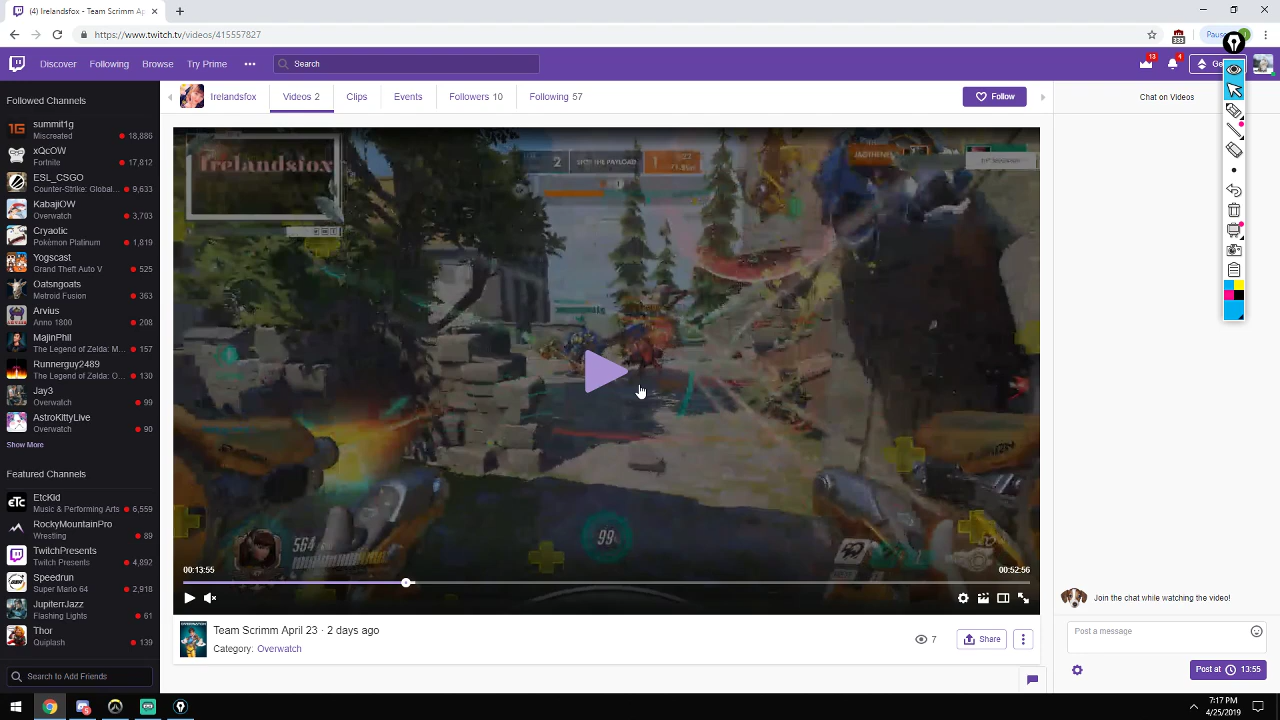 (4) Irelandsfox - Team Scrimm Ap
https://www.twitch.tv/videos/415557827
333
Discover
Following
Browse
Try Prime
Search
13
4
Followed Channels
summit1g
Miscreated
18,886
xQcOW
Fortnite
17,812
ESL_CSGO
Counter-Strike: Global...
9,633
KabajiOW
Overwatch
3,703
Cryaotic
Pokémon Platinum
1,819
Yogscast
Grand Theft Auto V
525
Oatsngoats
Metroid Fusion
363
Arvius
Anno 1800
208
MajinPhil
The Legend of Zelda: M...
157
Runnerguy2489
The Legend of Zelda: O...
130
Jay3
Overwatch
99
AstroKittyLive
Overwatch
90
Show More
Featured Channels
EtcKid
Music & Performing Arts
6,559
RockyMountainPro
Wrestling
89
TwitchPresents
Twitch Presents
4,892
Speedrun
Super Mario 64
2,918
JupiterrJazz
Flashing Lights
61
Thor
Quiplash
139
Search to Add Friends
Irelandsfox
Videos 2
Clips
Events
Followers 10
Following 57
Follow
Irelandsfox
2
1
564
99
00:13:55
00:52:56
Team Scrimm April 23 · 2 days ago
Category: Overwatch
7
Share
Chat on Videos
Join the chat while watching the video!
Post a message
Post at 13:55
7:17 PM
4/25/2019